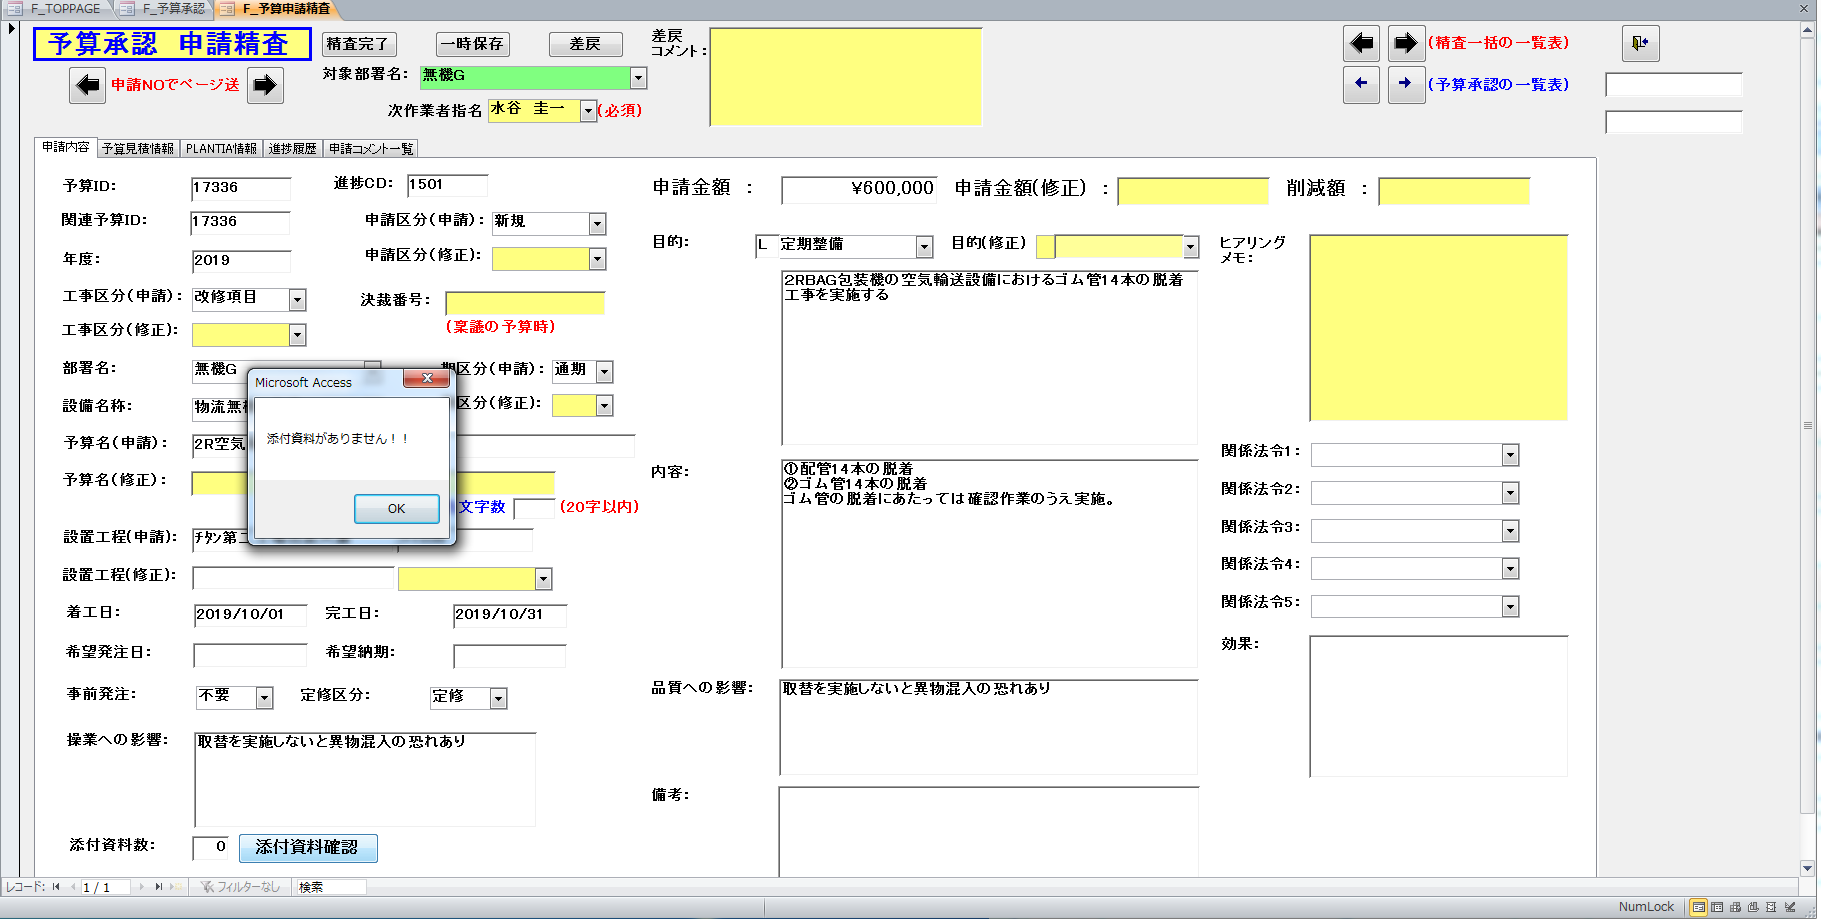 F_TOPPAGE F_予算承認 F_予算申請精査
予算承認 申請精査 精査完了 一時保存 差戻
差戻
コメント：
(精査一括の一覧表)
対象部署名： 無機G
申請NOでページ送
(予算承認の一覧表)
次作業者指名 水谷 圭一 (必須)
申請内容 予算見積情報 PLANTIA情報 進捗履歴 申請コメント一覧
予算ID： 17336 進捗CD： 1501
申請金額 ： ¥600,000 申請金額(修正) ： 削減額 ：
関連予算ID： 17336 申請区分(申請)： 新規
目的： L 定期整備 目的(修正)
ヒアリング
メモ：
年度： 2019 申請区分(修正)：
2RBAG包装機の空気輸送設備におけるゴム管14本の脱着
工事を実施する
工事区分(申請)： 改修項目 決裁番号：
(稟議の予算時)
工事区分(修正)：
部署名： 無機G 期区分(申請)： 通期
Microsoft Access
添付資料がありません！！
OK
設備名称： 物流無 区分(修正)：
予算名(申請)： 2R空気
予算名(修正)：
文字数 (20字以内)
内容：
①配管14本の脱着
②ゴム管14本の脱着
ゴム管の脱着にあたっては確認作業のうえ実施。
関係法令1：
関係法令2：
関係法令3：
関係法令4：
関係法令5：
設置工程(申請)： ﾁﾀﾝ第
設置工程(修正)：
着工日： 2019/10/01 完工日： 2019/10/31
希望発注日： 希望納期：
効果：
事前発注： 不要 定修区分： 定修
品質への影響： 取替を実施しないと異物混入の恐れあり
操業への影響： 取替を実施しないと異物混入の恐れあり
備考：
添付資料数： 0 添付資料確認
レコード: 1 / 1 フィルターなし 検索
NumLock